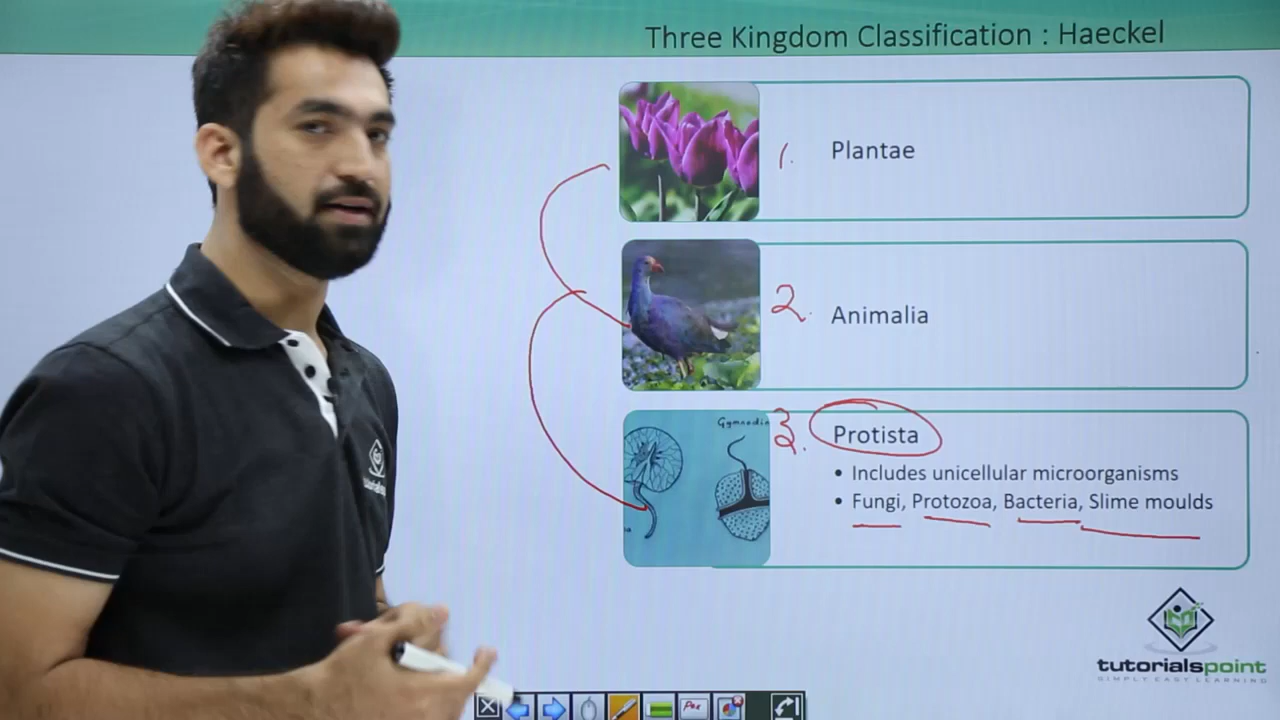 Three Kingdom Classification : Haeckel
1. Plantae
2. Animalia
3. Protista
• Includes unicellular microorganisms
• Fungi, Protozoa, Bacteria, Slime moulds
tutorialspoint
SIMPLY EASY LEARNING
Pen